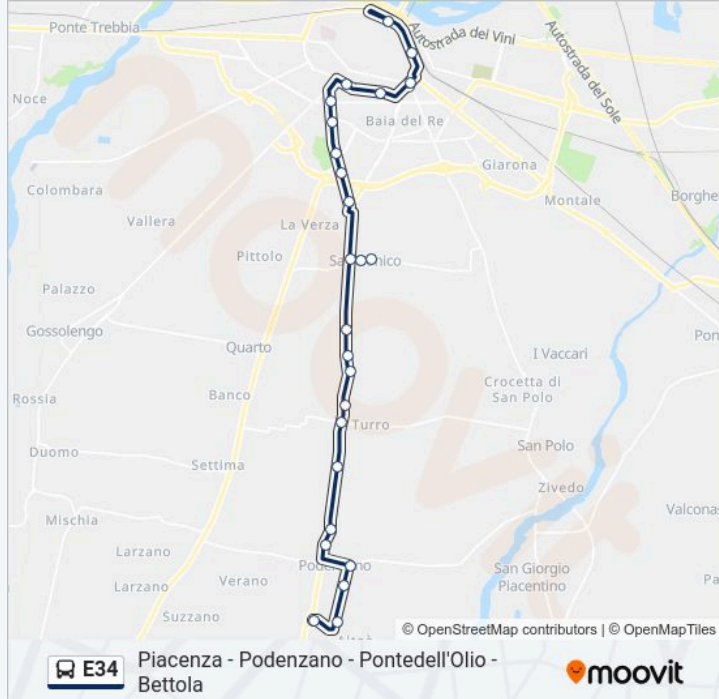 Ponte Trebbia
Autostrada dei Vini
Autostrada del Sole
Noce
Baia del Re
Giarona
Colombara
Montale
Borghe
Vallera
La Verza
Pittolo
Palazzo
Gossolengo
Pon
Quarto
I Vaccari
Crocetta di
San Polo
Rossia
Banco
Turro
San Polo
Duomo
Settima
Zivedo
Valconas
Mischia
Larzano
San Giorgio
Piacentino
Pa
Larzano
Verano
Suzzano
moovit
© OpenStreetMap contributors | © OpenMapTiles
E34
Piacenza - Podenzano - Pontedell'Olio -
Bettola
moovit